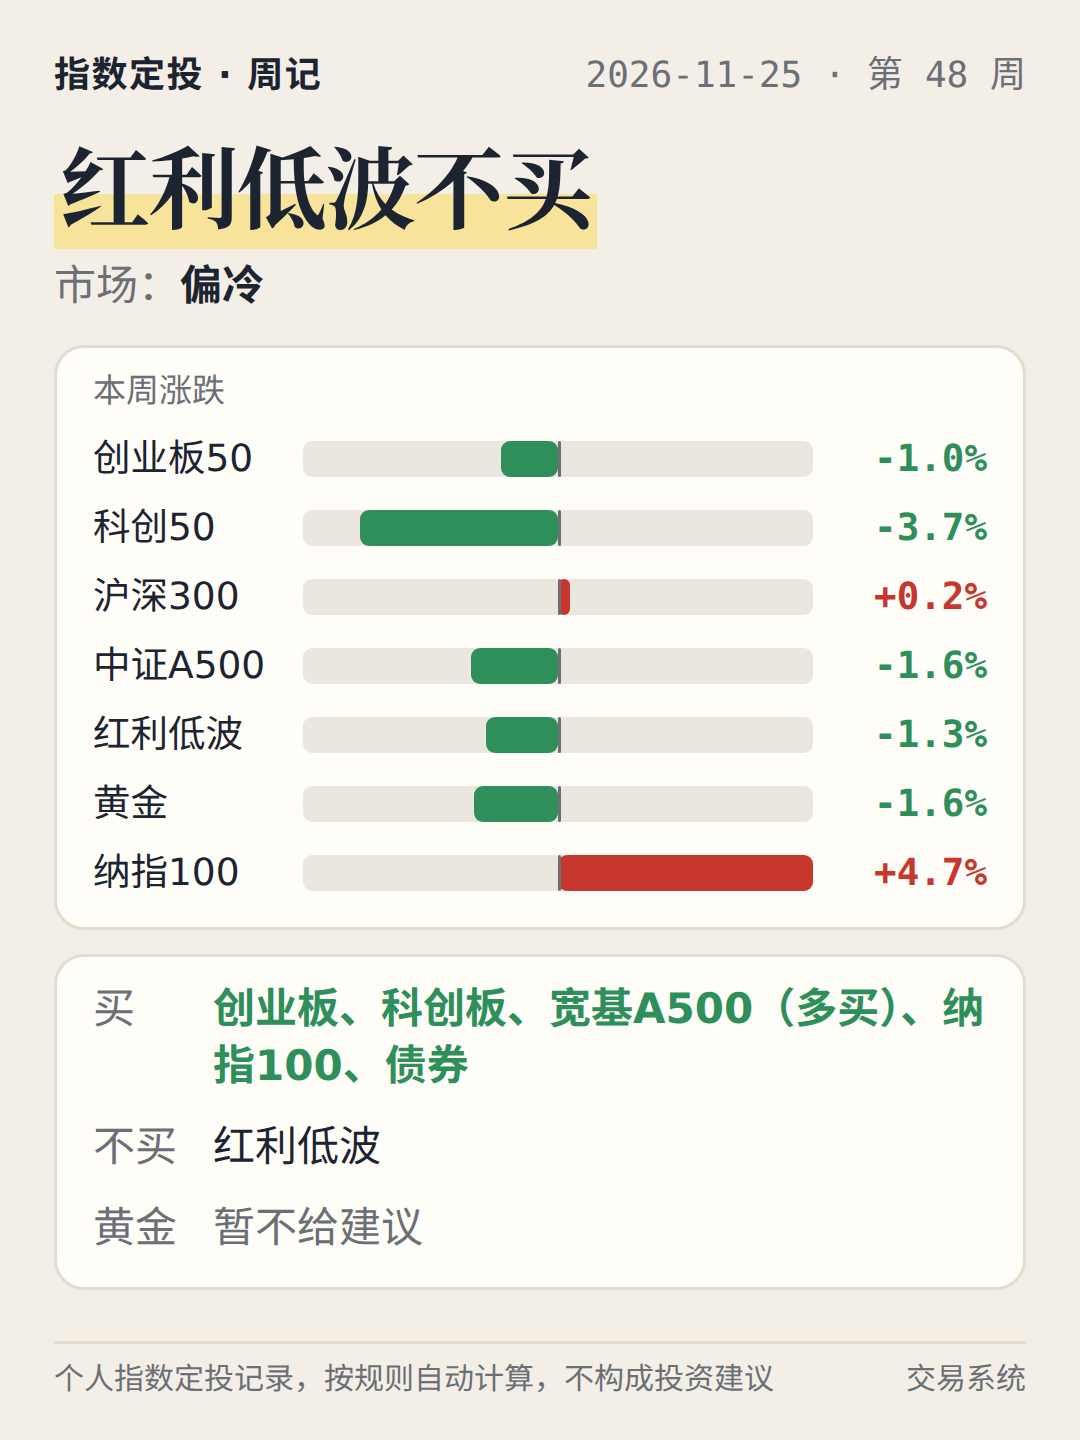 指数定投 · 周记
2026-11-25 · 第 48 周
红利低波不买
市场：偏冷
本周涨跌
创业板50 -1.0%
科创50 -3.7%
沪深300 +0.2%
中证A500 -1.6%
红利低波 -1.3%
黄金 -1.6%
纳指100 +4.7%
买 创业板、科创板、宽基A500（多买）、纳
指100、债券
不买 红利低波
黄金 暂不给建议
个人指数定投记录，按规则自动计算，不构成投资建议
交易系统